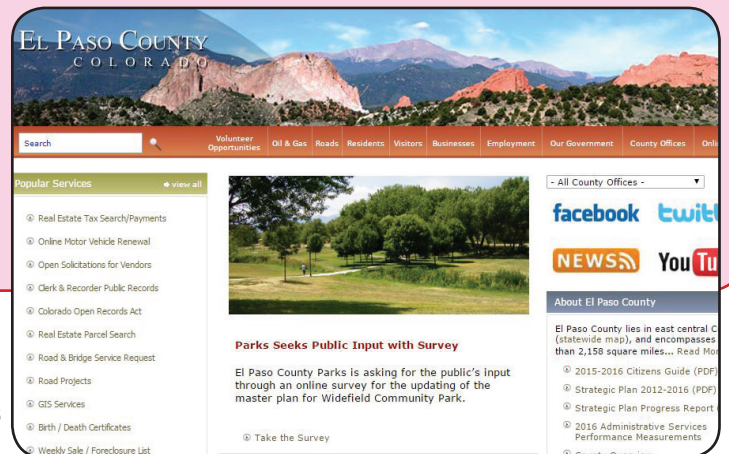 EL PASO COUNTY
COLORADO
Search
Volunteer Opportunities
Oil & Gas
Roads
Residents
Visitors
Businesses
Employment
Our Government
County Offices
Popular Services
view all
Real Estate Tax Search/Payments
Online Motor Vehicle Renewal
Open Solicitations for Vendors
Clerk & Recorder Public Records
Colorado Open Records Act
Real Estate Parcel Search
Road & Bridge Service Request
Road Projects
GIS Services
Birth / Death Certificates
Weekly Sale / Foreclosure List
Parks Seeks Public Input with Survey
El Paso County Parks is asking for the public's input
through an online survey for the updating of the
master plan for Widefield Community Park.
Take the Survey
- All County Offices -
facebook
NEWS
You
About El Paso County
El Paso County lies in east central
(statewide map), and encompasses
than 2,158 square miles... Read
2015-2016 Citizens Guide (PDF)
Strategic Plan 2012-2016 (PDF)
Strategic Plan Progress Report
2016 Administrative Services
Performance Measurements